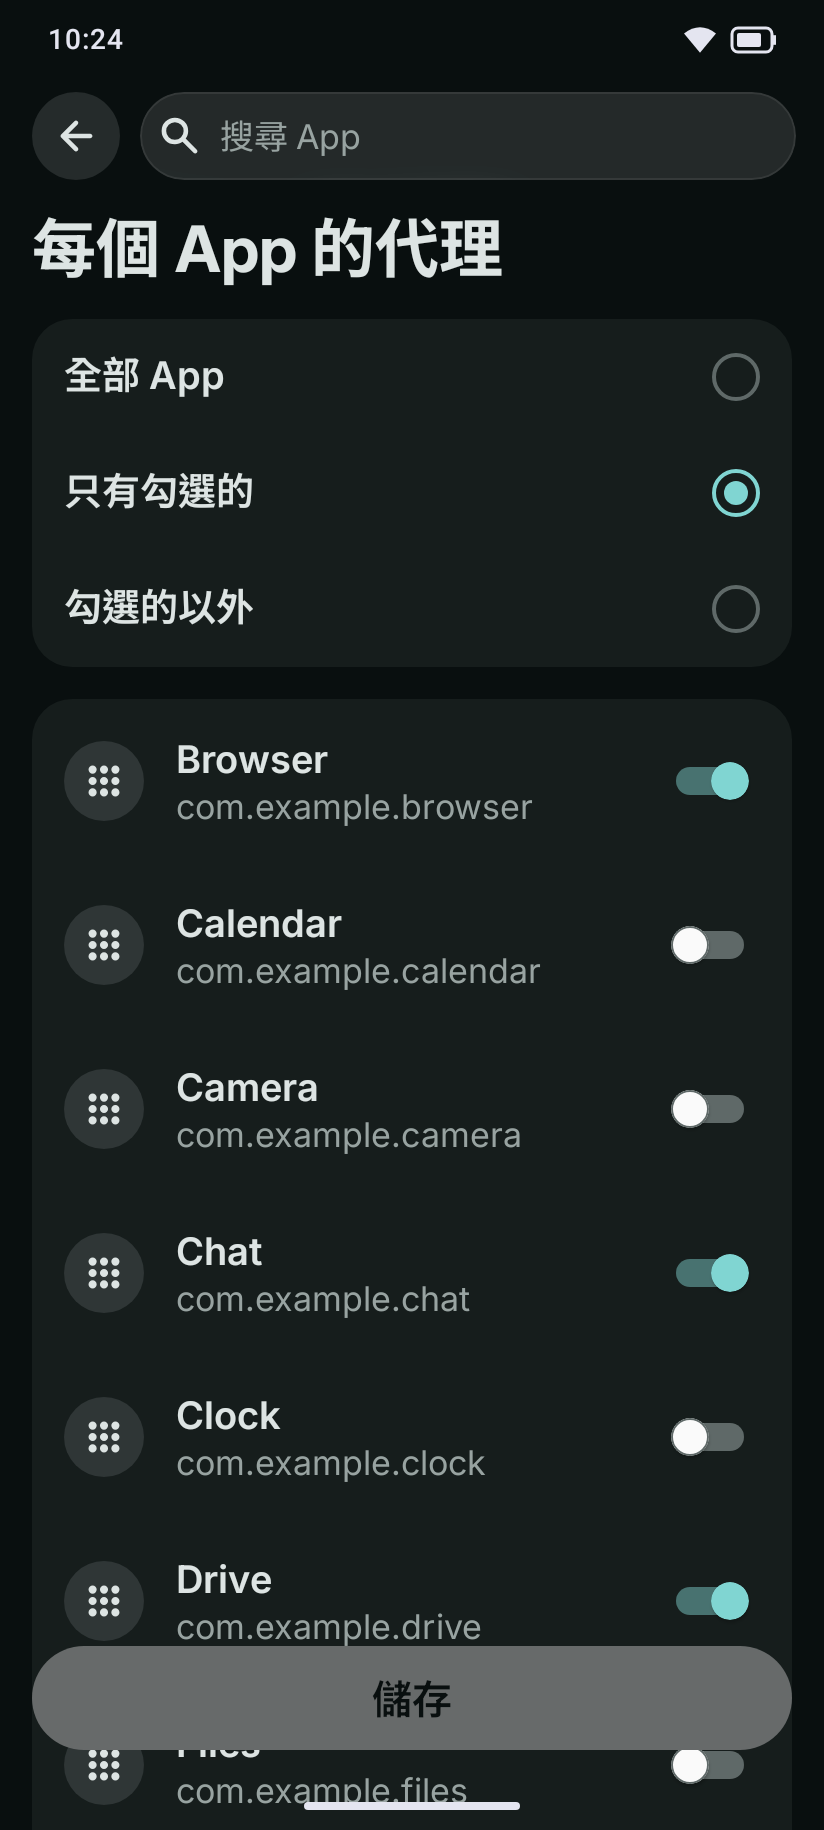 10:24
搜尋 App
每個 App 的代理
全部 App
只有勾選的
勾選的以外
Browser
com.example.browser
Calendar
com.example.calendar
Camera
com.example.camera
Chat
com.example.chat
Clock
com.example.clock
Drive
com.example.drive
儲存
Files
com.example.files